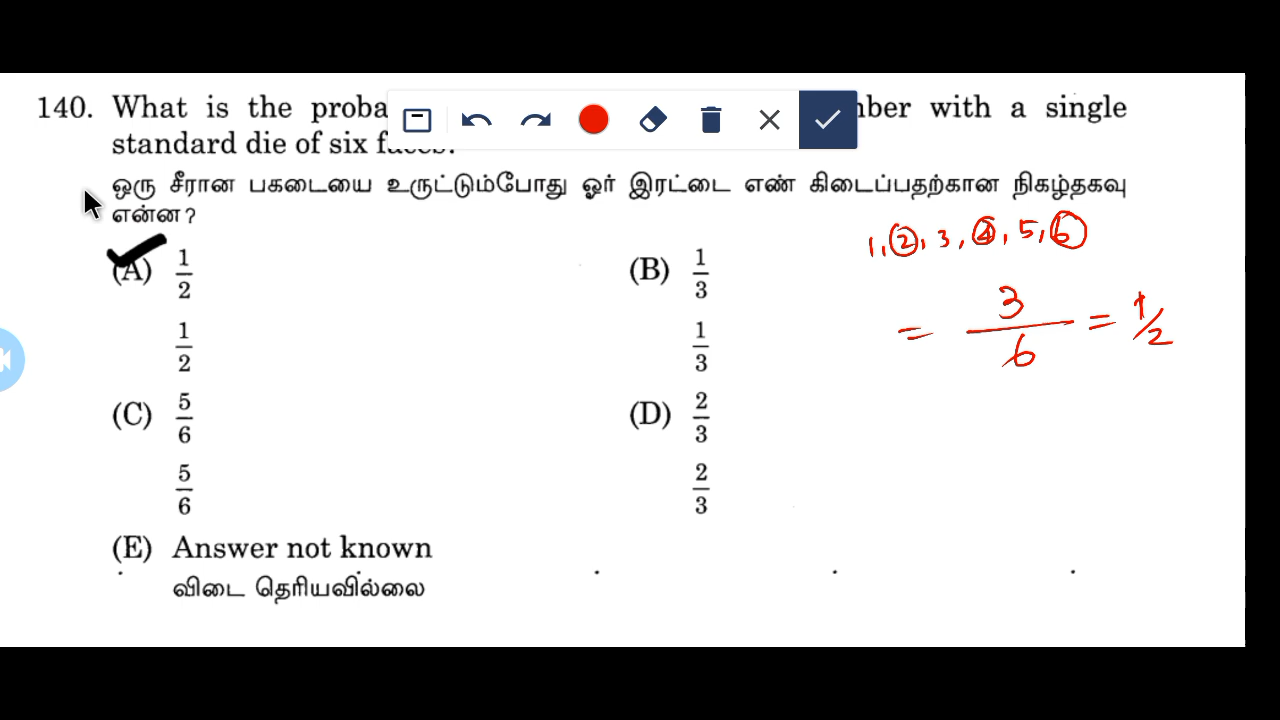 140. What is the proba mber with a single
standard die of six faces?
ஒரு சீரான பகடையை உருட்டும்போது ஓர் இரட்டை எண் கிடைப்பதற்கான நிகழ்தகவு
என்ன?
1, 2, 3, 4, 5, 6
= 3/6 = 1/2
(A) 1/2 (B) 1/3
1/2 1/3
(C) 5/6 (D) 2/3
5/6 2/3
(E) Answer not known
விடை தெரியவில்லை